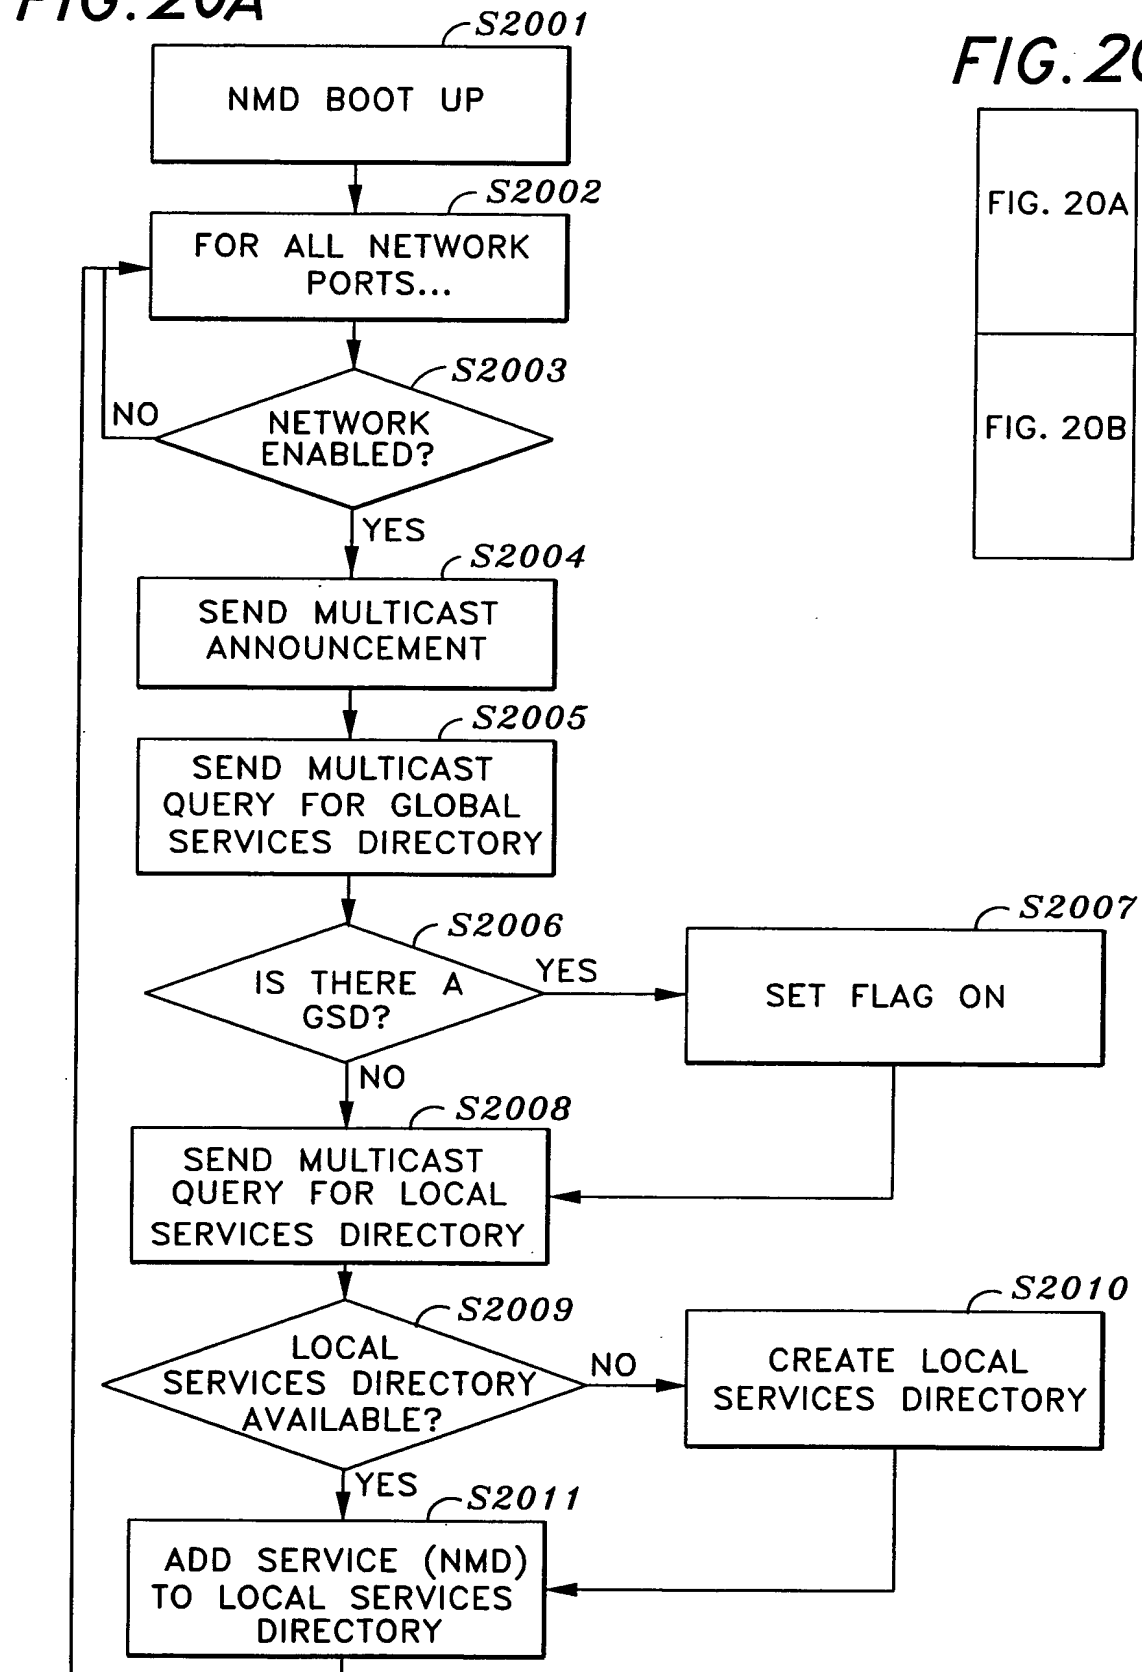 FIG. 20A
S2001
NMD BOOT UP
S2002
FOR ALL NETWORK
PORTS...
S2003
NO
NETWORK
ENABLED?
YES
S2004
SEND MULTICAST
ANNOUNCEMENT
S2005
SEND MULTICAST
QUERY FOR GLOBAL
SERVICES DIRECTORY
S2006
IS THERE A
GSD?
YES
S2007
SET FLAG ON
NO
S2008
SEND MULTICAST
QUERY FOR LOCAL
SERVICES DIRECTORY
S2009
LOCAL
SERVICES DIRECTORY
AVAILABLE?
NO
S2010
CREATE LOCAL
SERVICES DIRECTORY
YES
S2011
ADD SERVICE (NMD)
TO LOCAL SERVICES
DIRECTORY
FIG. 20
FIG. 20A
FIG. 20B